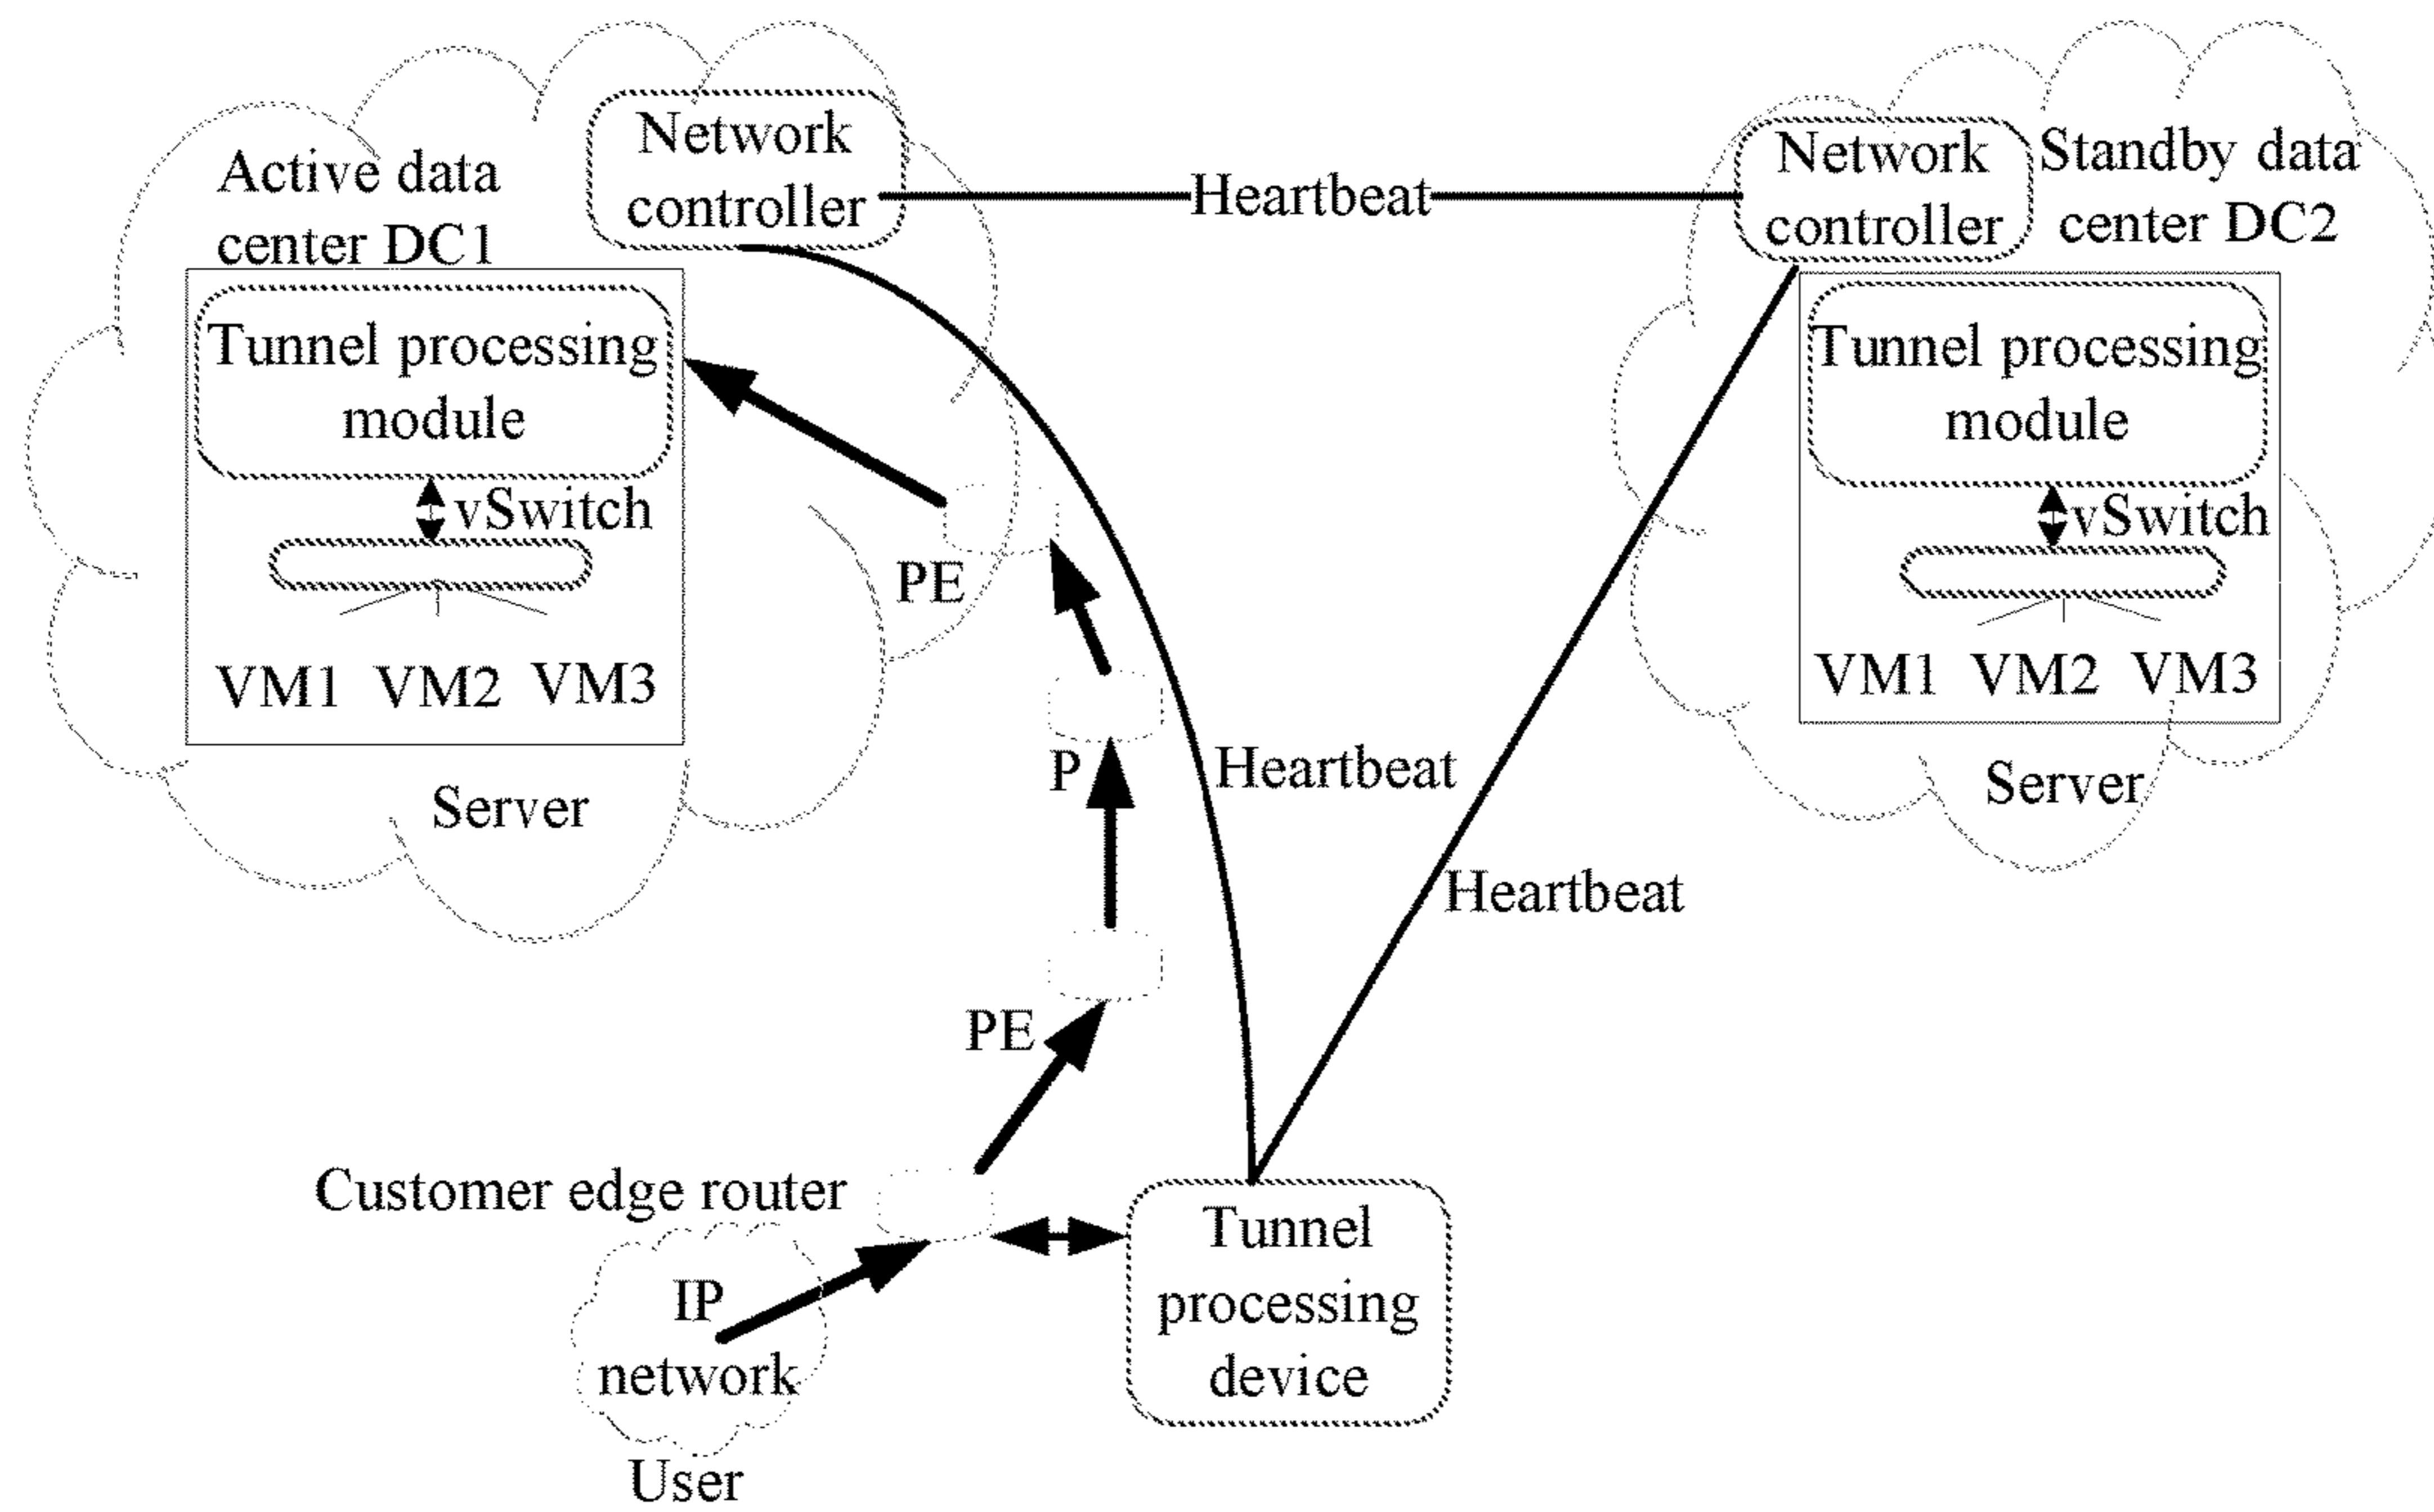 Active data
center DC1
Network
controller
Heartbeat
Network
controller
Standby data
center DC2
Tunnel processing
module
vSwitch
VM1 VM2 VM3
Server
Tunnel processing
module
vSwitch
VM1 VM2 VM3
Server
PE
P
Heartbeat
Heartbeat
PE
Customer edge router
IP
network
User
Tunnel
processing
device